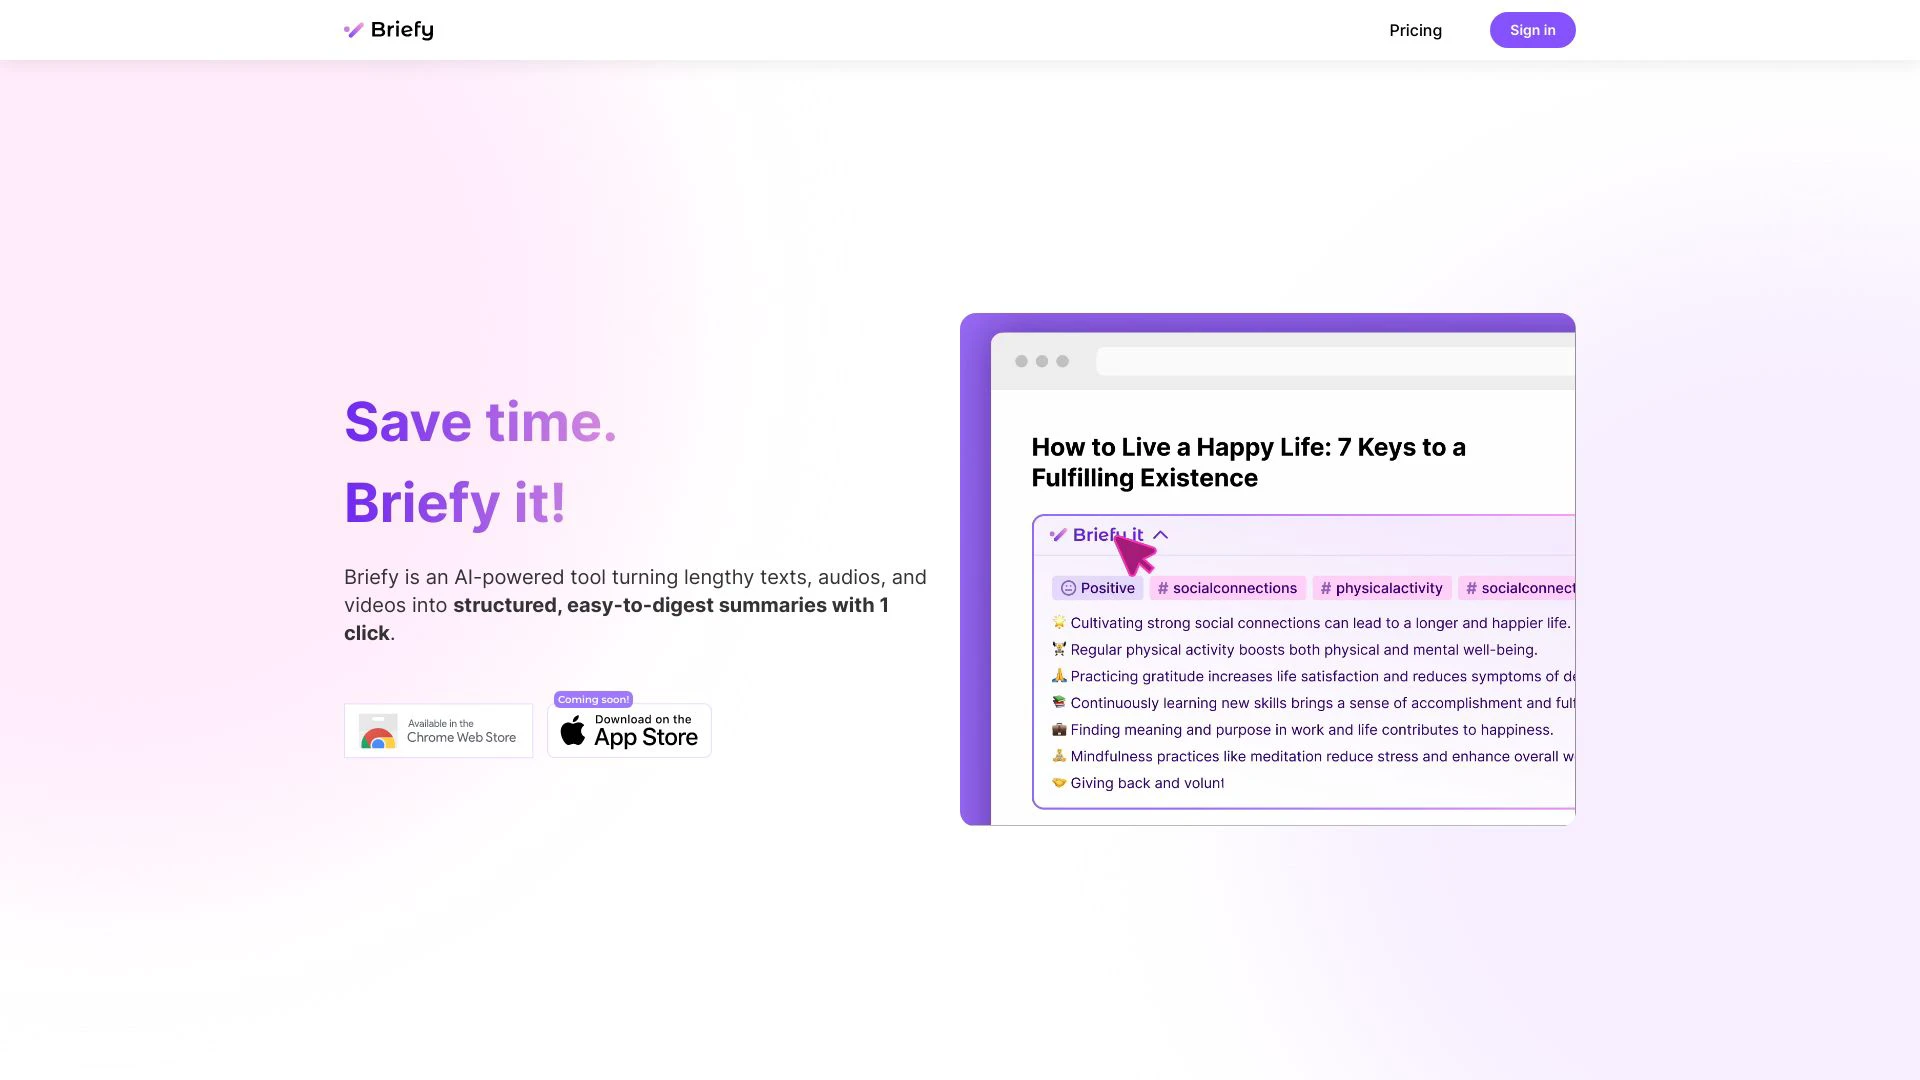 Briefy
Pricing
Sign in
Save time.
Briefy it!
Briefy is an AI-powered tool turning lengthy texts, audios, and
videos into structured, easy-to-digest summaries with 1
click.
Available in the
Chrome Web Store
Coming soon!
Download on the
App Store
How to Live a Happy Life: 7 Keys to a
Fulfilling Existence
Briefy it
Positive # socialconnections # physicalactivity # socialconnect
Cultivating strong social connections can lead to a longer and happier life.
Regular physical activity boosts both physical and mental well-being.
Practicing gratitude increases life satisfaction and reduces symptoms of de
Continuously learning new skills brings a sense of accomplishment and fulf
Finding meaning and purpose in work and life contributes to happiness.
Mindfulness practices like meditation reduce stress and enhance overall w
Giving back and volunt